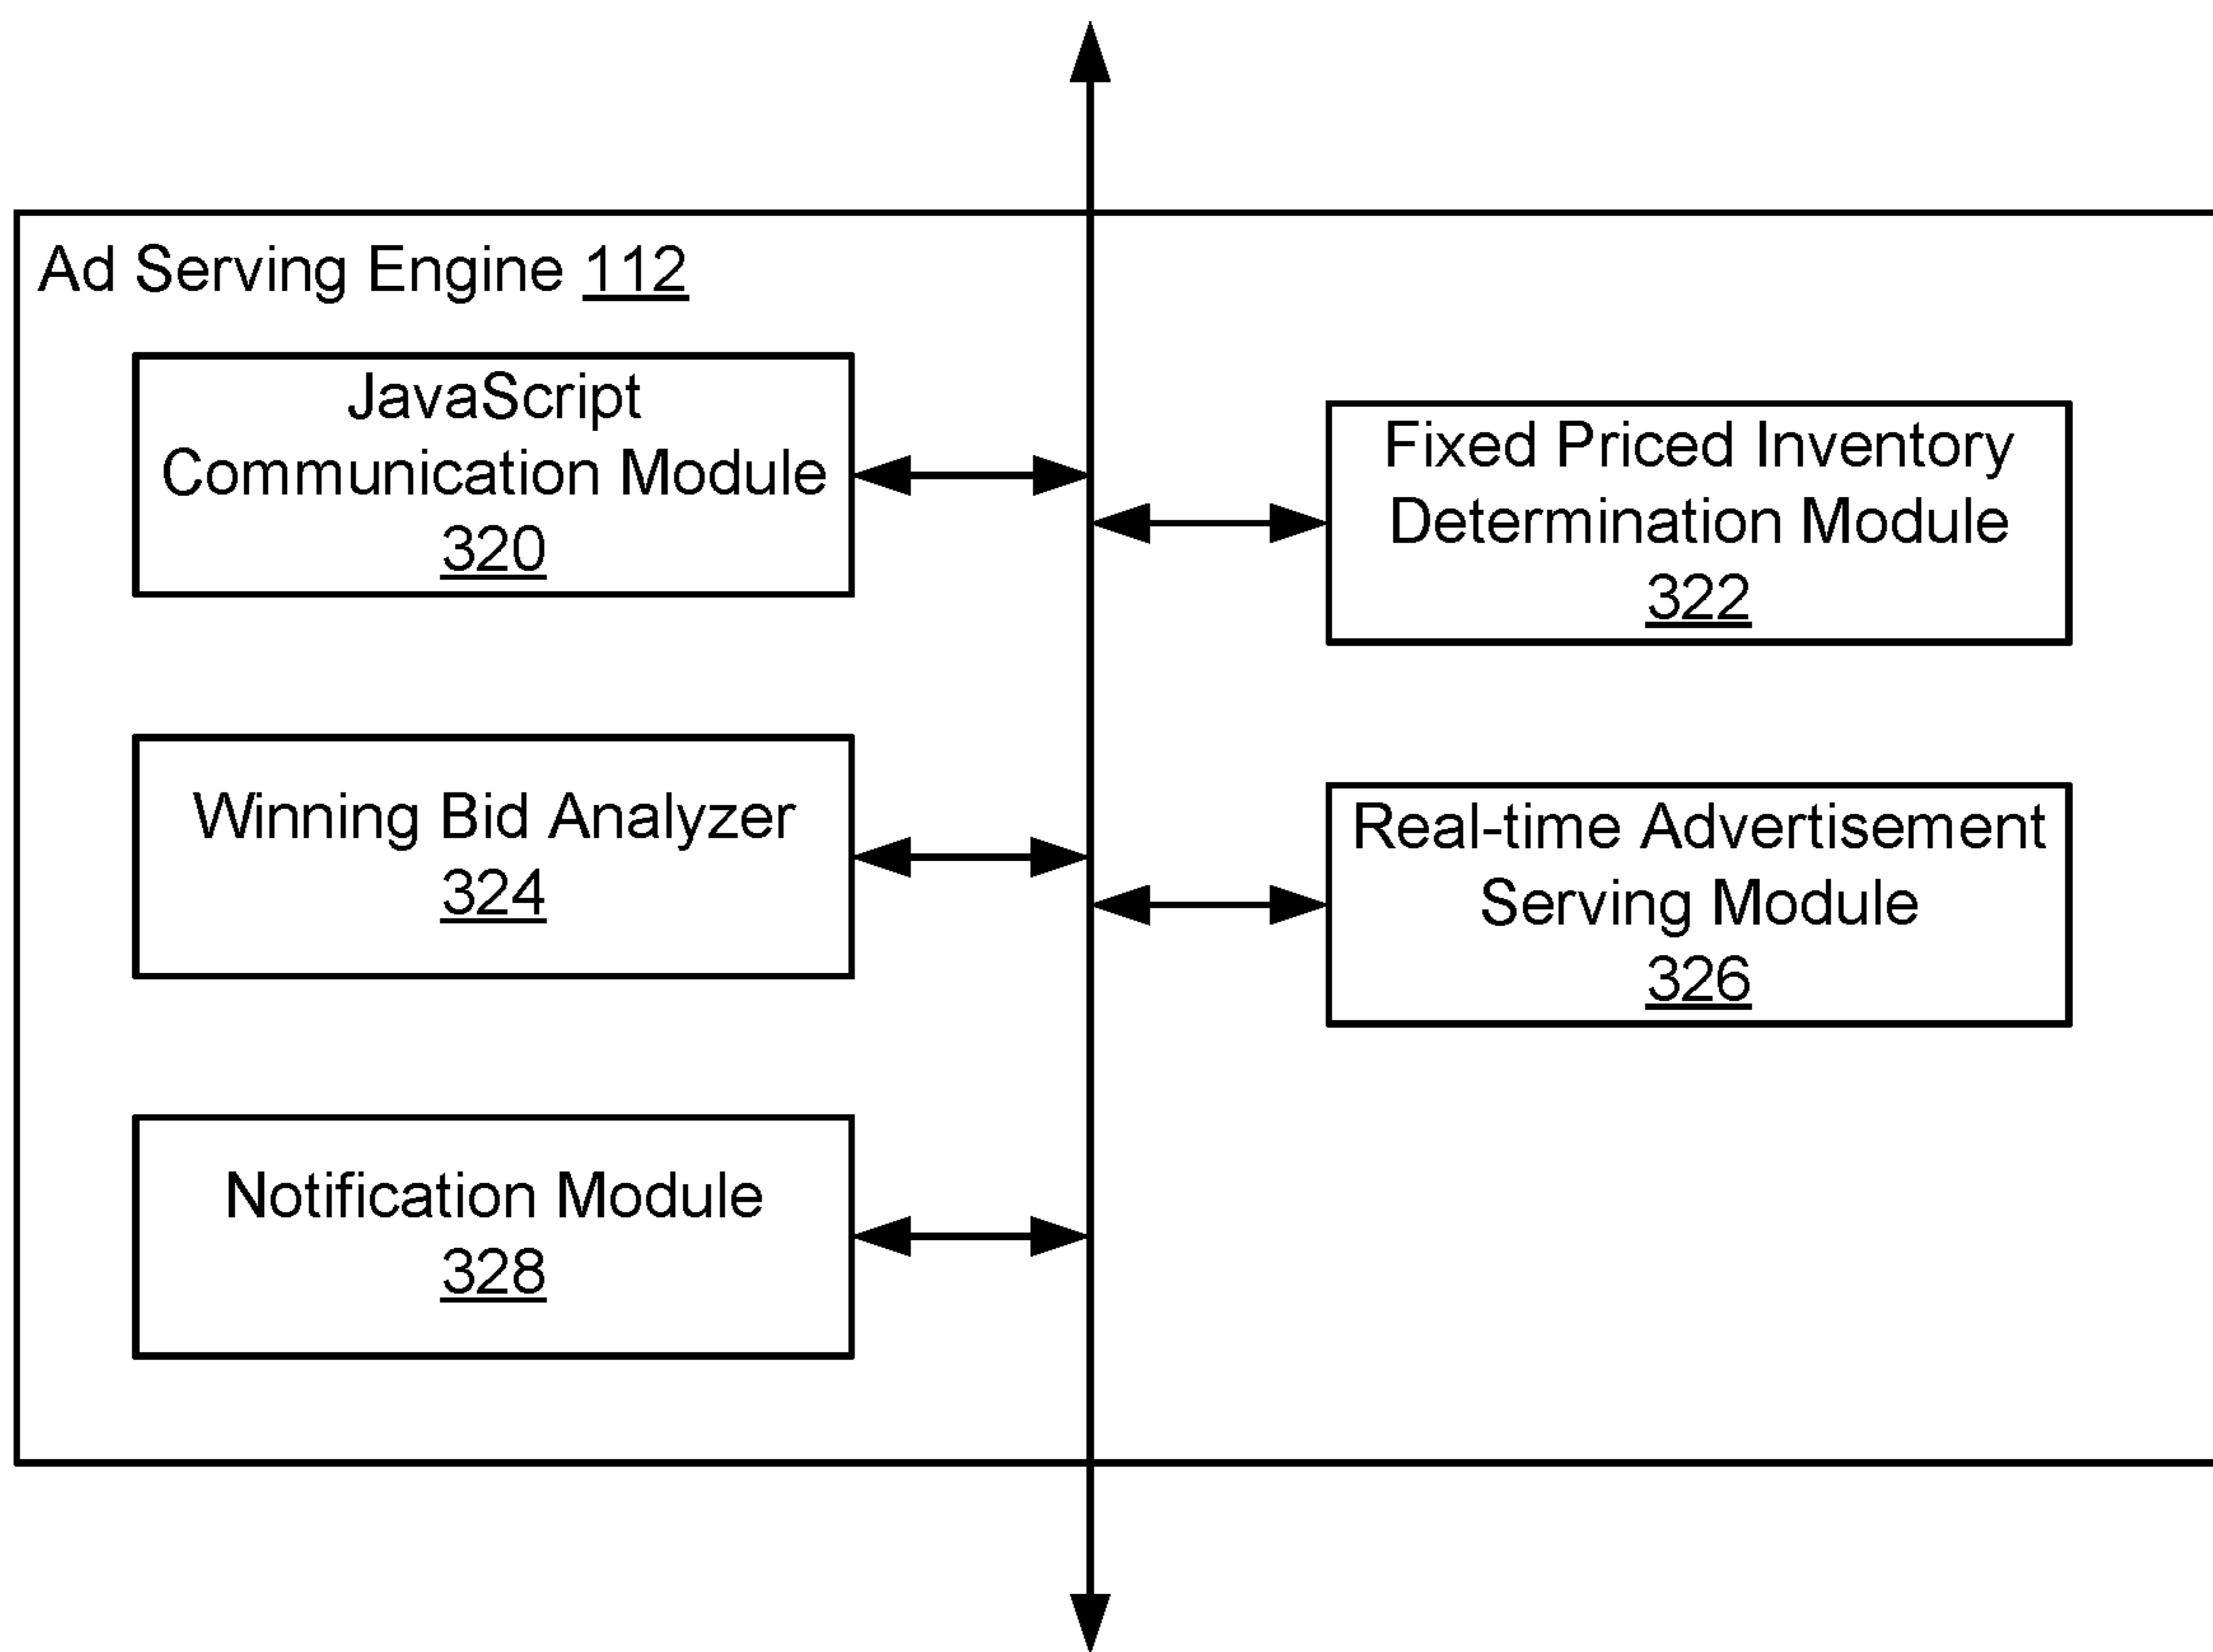 Ad Serving Engine 112
JavaScript
Communication Module
320
Fixed Priced Inventory
Determination Module
322
Winning Bid Analyzer
324
Real-time Advertisement
Serving Module
326
Notification Module
328